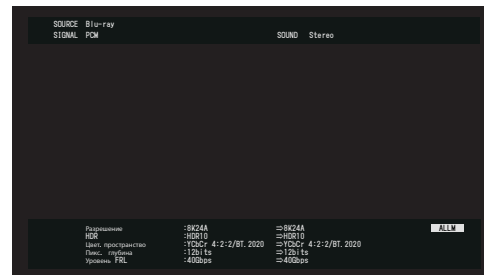 SOURCE Blu-ray
SIGNAL PCM SOUND Stereo
Разрешение :8K24A ⇒8K24A ALLM
HDR :HDR10 ⇒HDR10
Цвет. пространство :YCbCr 4:2:2/BT.2020 ⇒YCbCr 4:2:2/BT.2020
Пикс. глубина :12bits ⇒12bits
Уровень FRL :40Gbps ⇒40Gbps